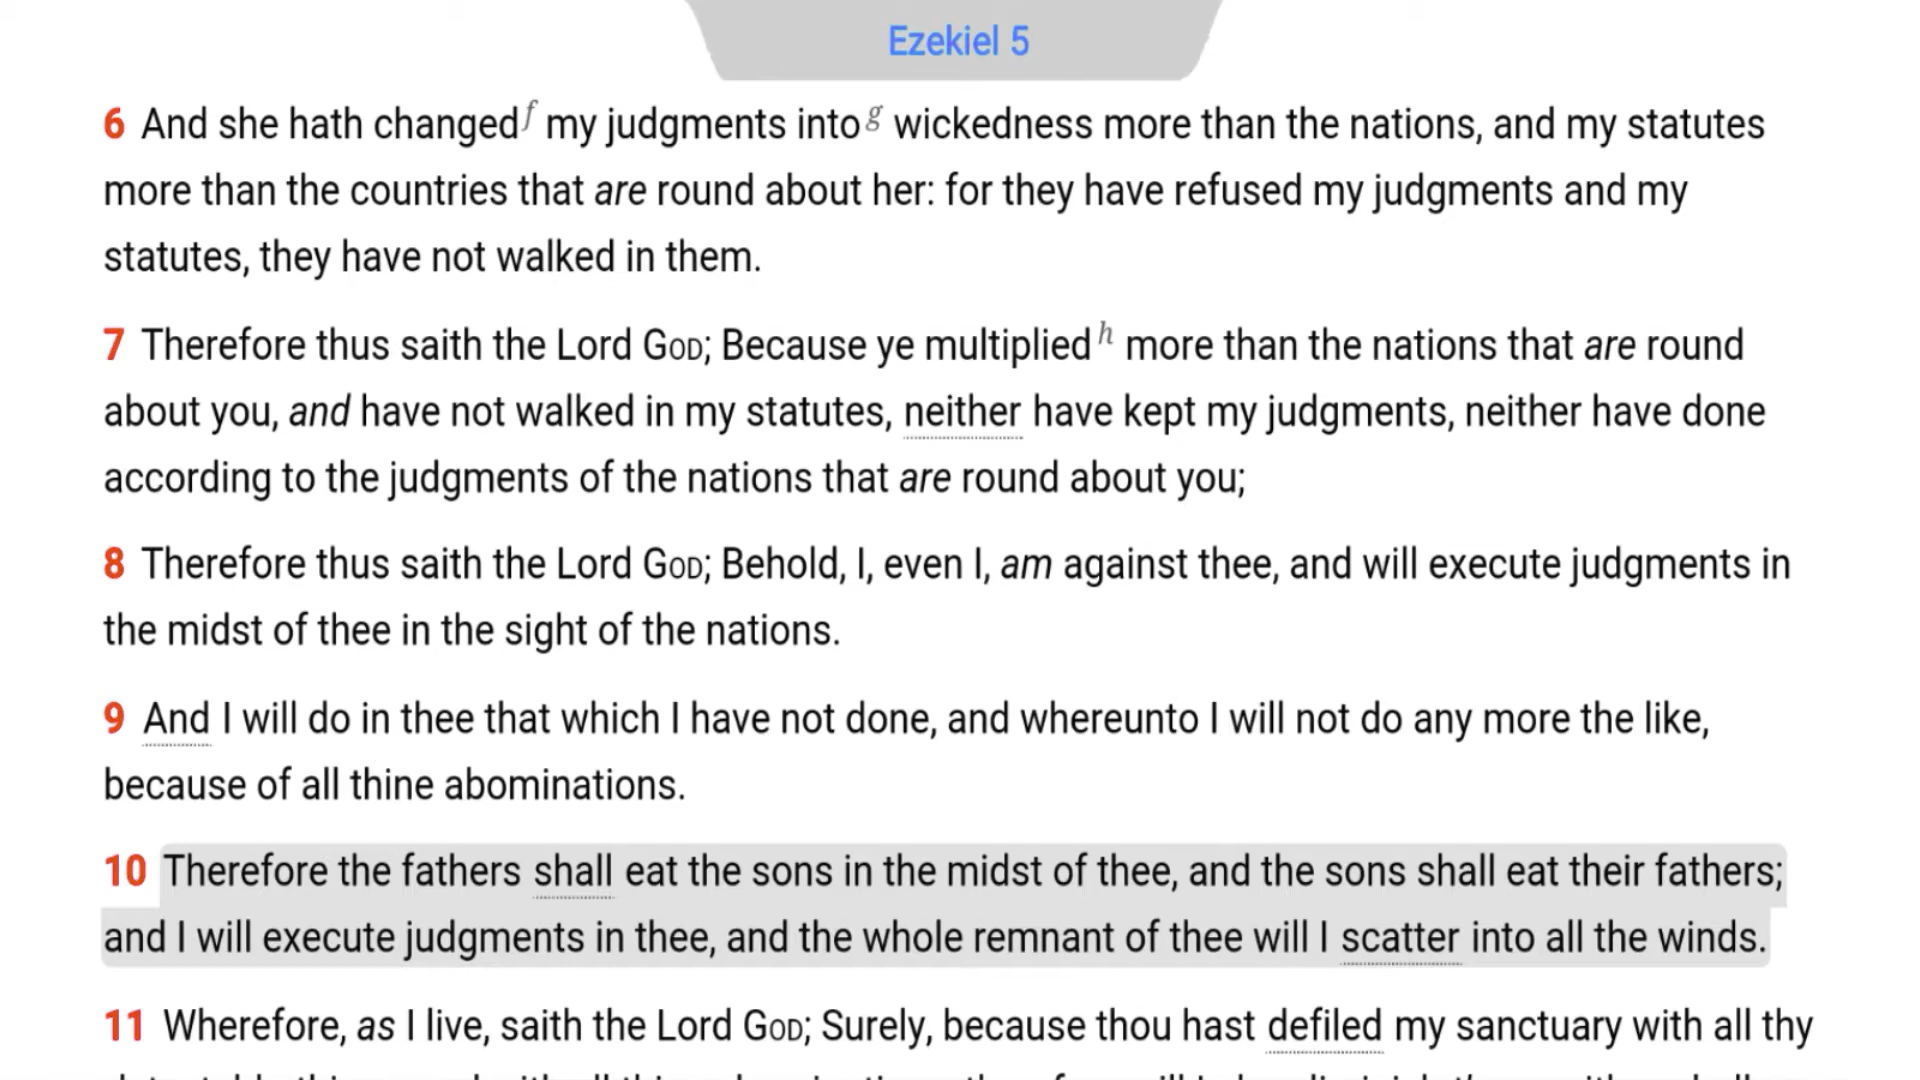 Ezekiel 5
6 And she hath changed f my judgments into g wickedness more than the nations, and my statutes
more than the countries that are round about her: for they have refused my judgments and my
statutes, they have not walked in them.
7 Therefore thus saith the Lord GOD; Because ye multiplied h more than the nations that are round
about you, and have not walked in my statutes, neither have kept my judgments, neither have done
according to the judgments of the nations that are round about you;
8 Therefore thus saith the Lord GOD; Behold, I, even I, am against thee, and will execute judgments in
the midst of thee in the sight of the nations.
9 And I will do in thee that which I have not done, and whereunto I will not do any more the like,
because of all thine abominations.
10 Therefore the fathers shall eat the sons in the midst of thee, and the sons shall eat their fathers;
and I will execute judgments in thee, and the whole remnant of thee will I scatter into all the winds.
11 Wherefore, as I live, saith the Lord GOD; Surely, because thou hast defiled my sanctuary with all thy